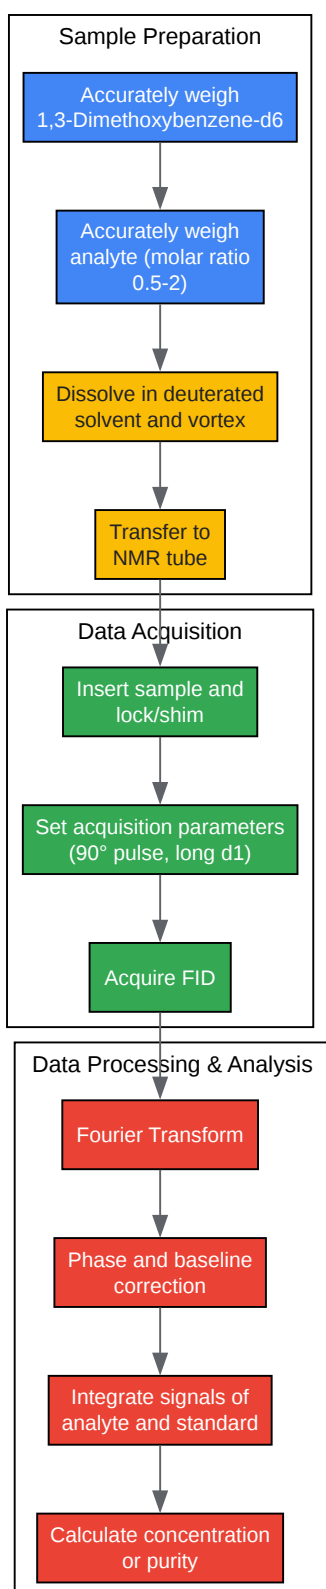 Sample Preparation
Accurately weigh
1,3-Dimethoxybenzene-d6
Accurately weigh
analyte (molar ratio
0.5-2)
Dissolve in deuterated
solvent and vortex
Transfer to
NMR tube
Data Acquisition
Insert sample and
lock/shim
Set acquisition parameters
(90° pulse, long d1)
Acquire FID
Data Processing & Analysis
Fourier Transform
Phase and baseline
correction
Integrate signals of
analyte and standard
Calculate concentration
or purity